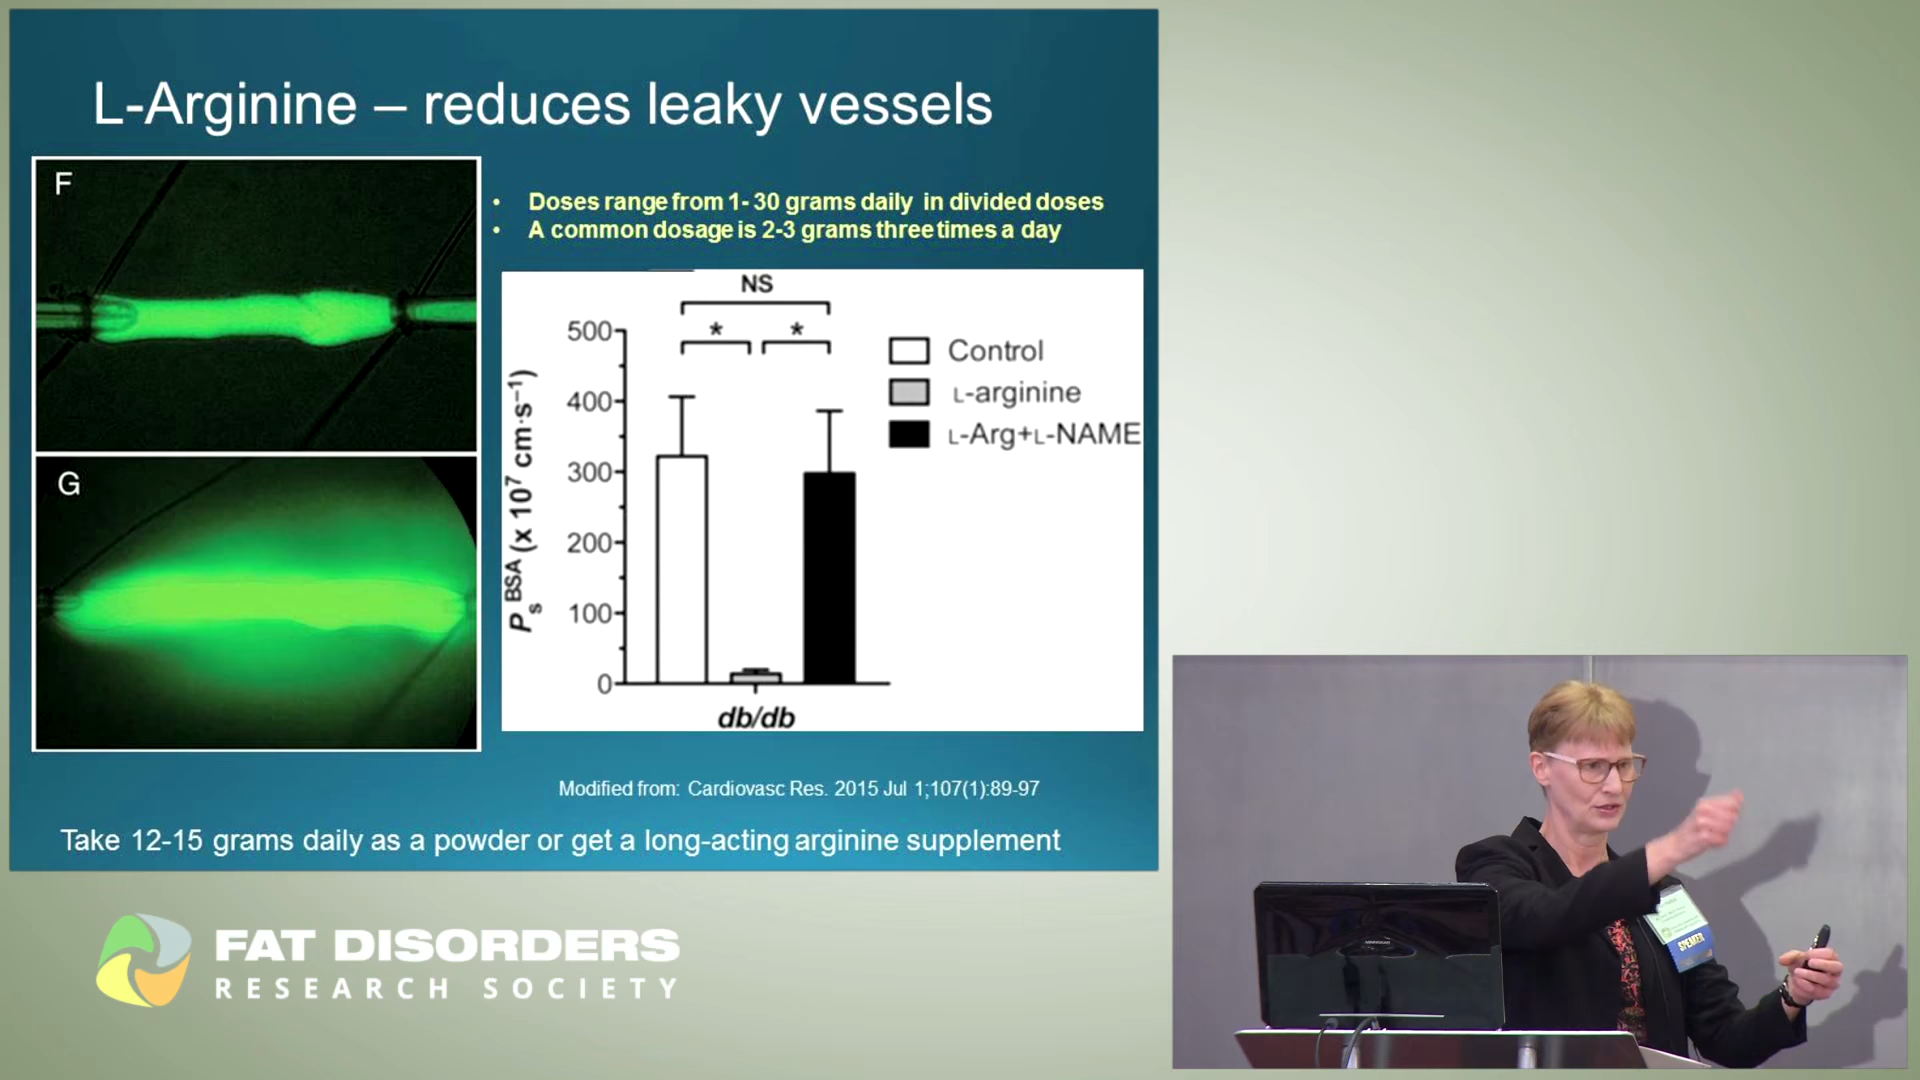 L-Arginine – reduces leaky vessels
F
G
• Doses range from 1- 30 grams daily in divided doses
• A common dosage is 2-3 grams three times a day
NS
* *
500
400
300
200
100
0
Ps BSA (x 10⁷ cm·s⁻¹)
Control
L-arginine
L-Arg+L-NAME
db/db
Modified from: Cardiovasc Res. 2015 Jul 1;107(1):89-97
Take 12-15 grams daily as a powder or get a long-acting arginine supplement
FAT DISORDERS
RESEARCH SOCIETY
SPEAKER